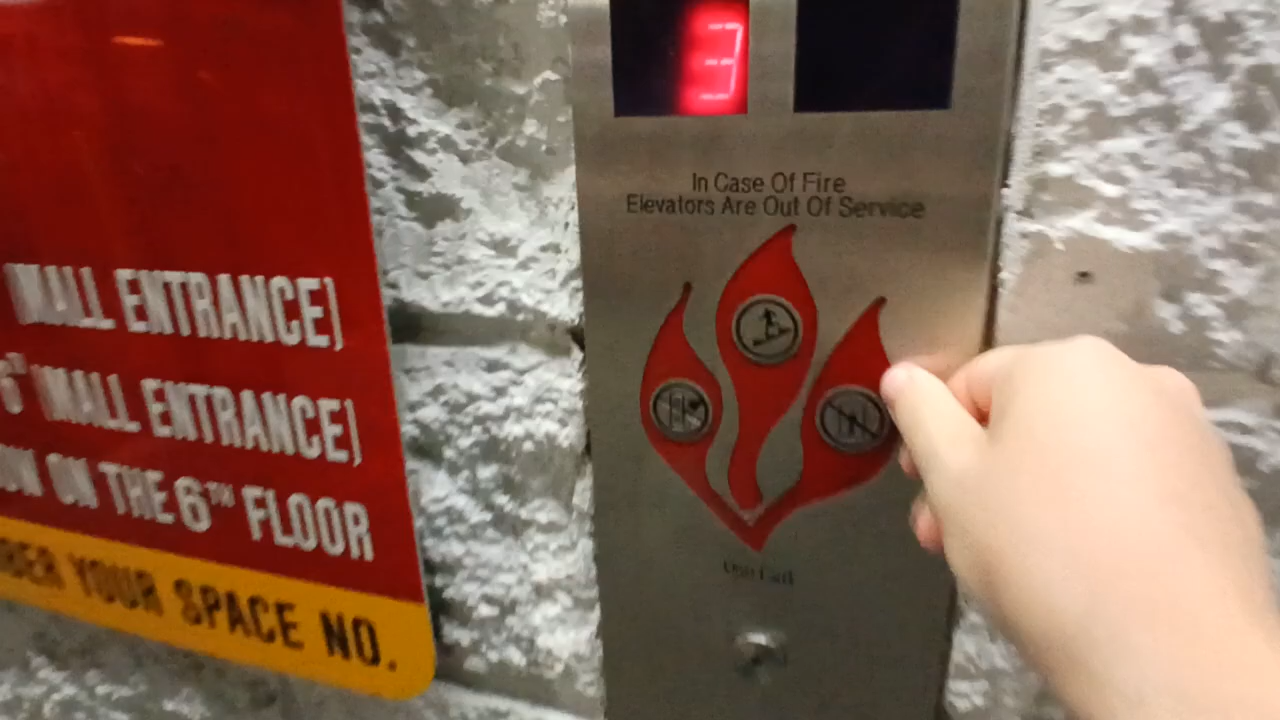 (MALL ENTRANCE)
6" (MALL ENTRANCE)
ON THE 6TH FLOOR
YOUR SPACE NO.
3
In Case Of Fire
Elevators Are Out Of Service